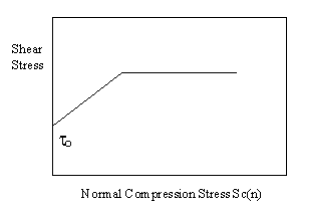 Shear
Stress
τo
Normal Compression Stress Sc(n)